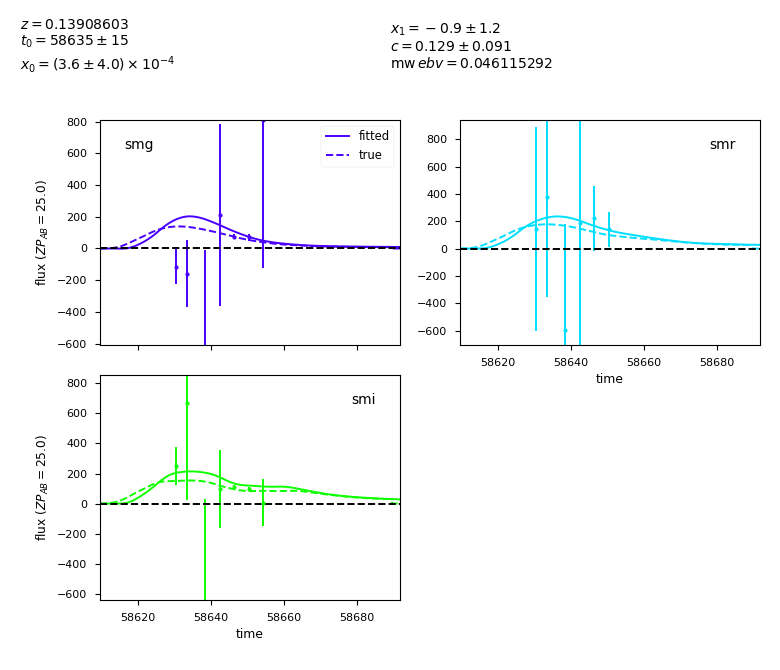 z = 0.13908603
t₀ = 58635 ± 15
x₀ = (3.6 ± 4.0) × 10⁻⁴
x₁ = −0.9 ± 1.2
c = 0.129 ± 0.091
mw ebv = 0.046115292
smg
fitted
true
800
600
400
200
0
−200
−400
−600
flux (ZP_AB = 25.0)
smr
800
600
400
200
0
−200
−400
−600
58620 58640 58660 58680
time
smi
800
600
400
200
0
−200
−400
−600
flux (ZP_AB = 25.0)
58620 58640 58660 58680
time